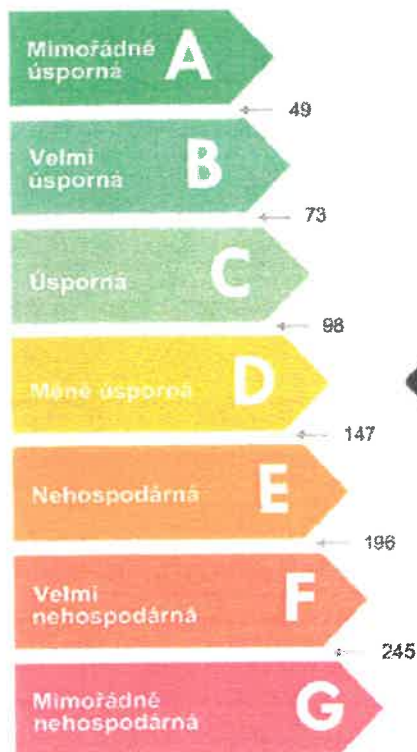 Mimořádně
úsporná
A
49
Velmi
úsporná
B
73
Úsporná
C
98
Méně úsporná
D
147
Nehospodárná
E
196
Velmi
nehospodárná
F
245
Mimořádně
nehospodárná
G